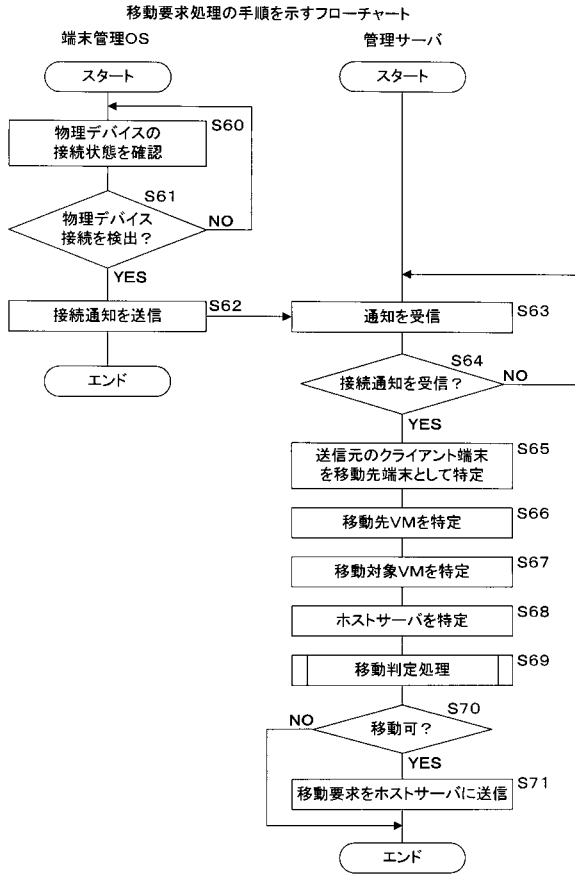 移動要求処理の手順を示すフローチャート
端末管理OS
管理サーバ
スタート
スタート
物理デバイスの
接続状態を確認
S60
S61
物理デバイス
接続を検出？
NO
YES
接続通知を送信
S62
エンド
通知を受信
S63
S64
接続通知を受信？
NO
YES
送信元のクライアント端末
を移動先端末として特定
S65
移動先VMを特定
S66
移動対象VMを特定
S67
ホストサーバを特定
S68
移動判定処理
S69
S70
NO
移動可？
YES
移動要求をホストサーバに送信
S71
エンド